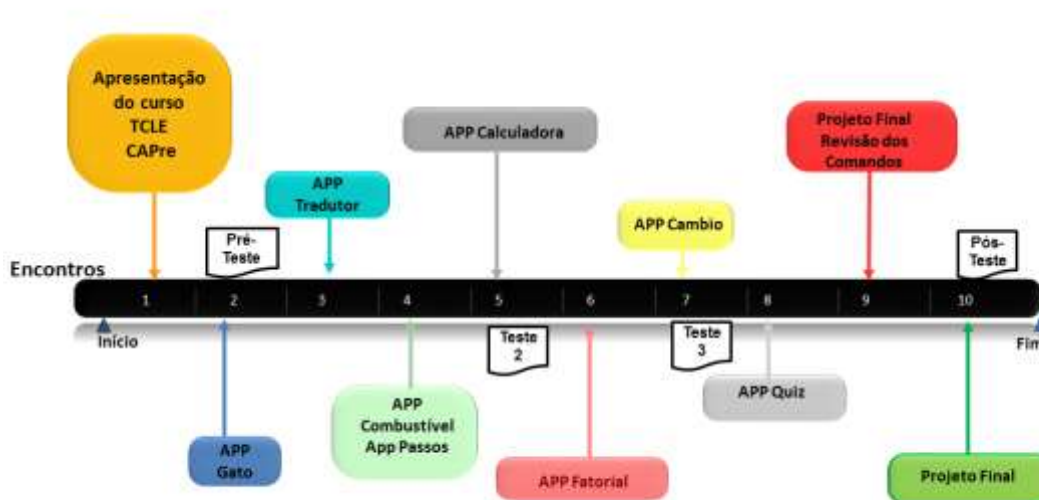 Apresentação
do curso
TCLE
CAPre
APP Calculadora
Projeto Final
Revisão dos
Comandos
APP
Tradutor
APP Cambio
Pré-
Teste
Pós-
Teste
Encontros
1 2 3 4 5 6 7 8 9 10
Início
Teste
2
Teste
3
Fim
APP
Combustível
App Passos
APP Quiz
APP
Gato
APP Fatorial
Projeto Final